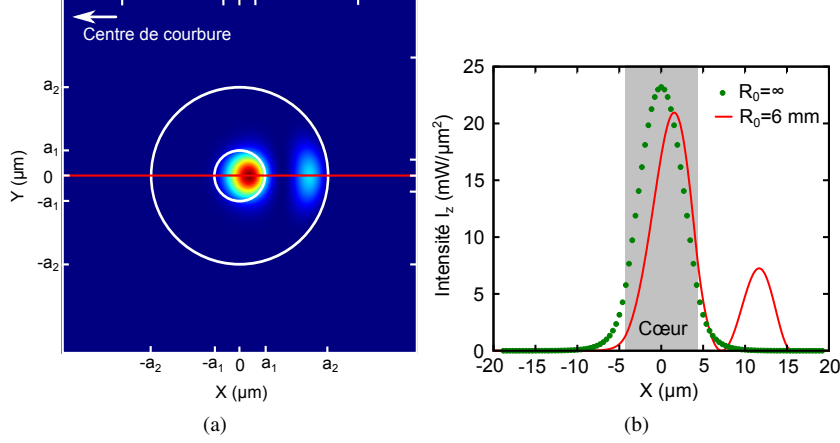 Centre de courbure
a₂
a₁
0
-a₁
-a₂
Y (µm)
-a₂
-a₁
0
a₁
a₂
X (µm)
(a)
25
20
15
10
5
0
Intensité I_z (mW/µm²)
R₀=∞
R₀=6 mm
Cœur
-20 -15 -10 -5 0 5 10 15 20
X (µm)
(b)